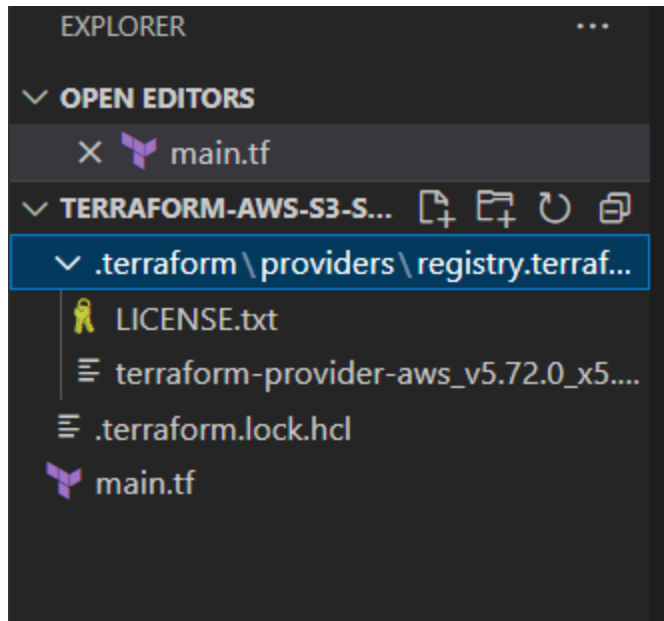 EXPLORER
OPEN EDITORS
main.tf
TERRAFORM-AWS-S3-S...
.terraform\providers\registry.terraf...
LICENSE.txt
terraform-provider-aws_v5.72.0_x5....
.terraform.lock.hcl
main.tf